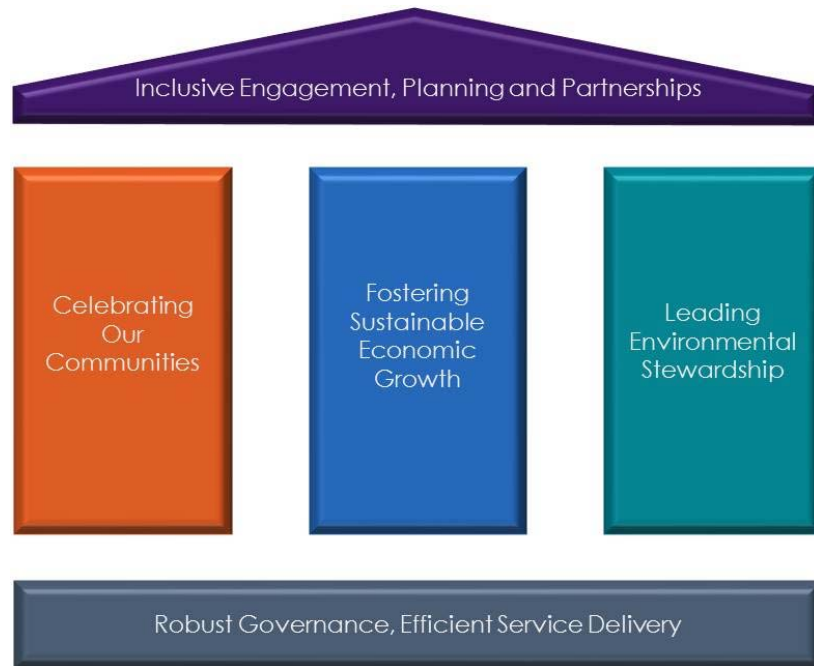 Inclusive Engagement, Planning and Partnerships
Celebrating
Our
Communities
Fostering
Sustainable
Economic
Growth
Leading
Environmental
Stewardship
Robust Governance, Efficient Service Delivery